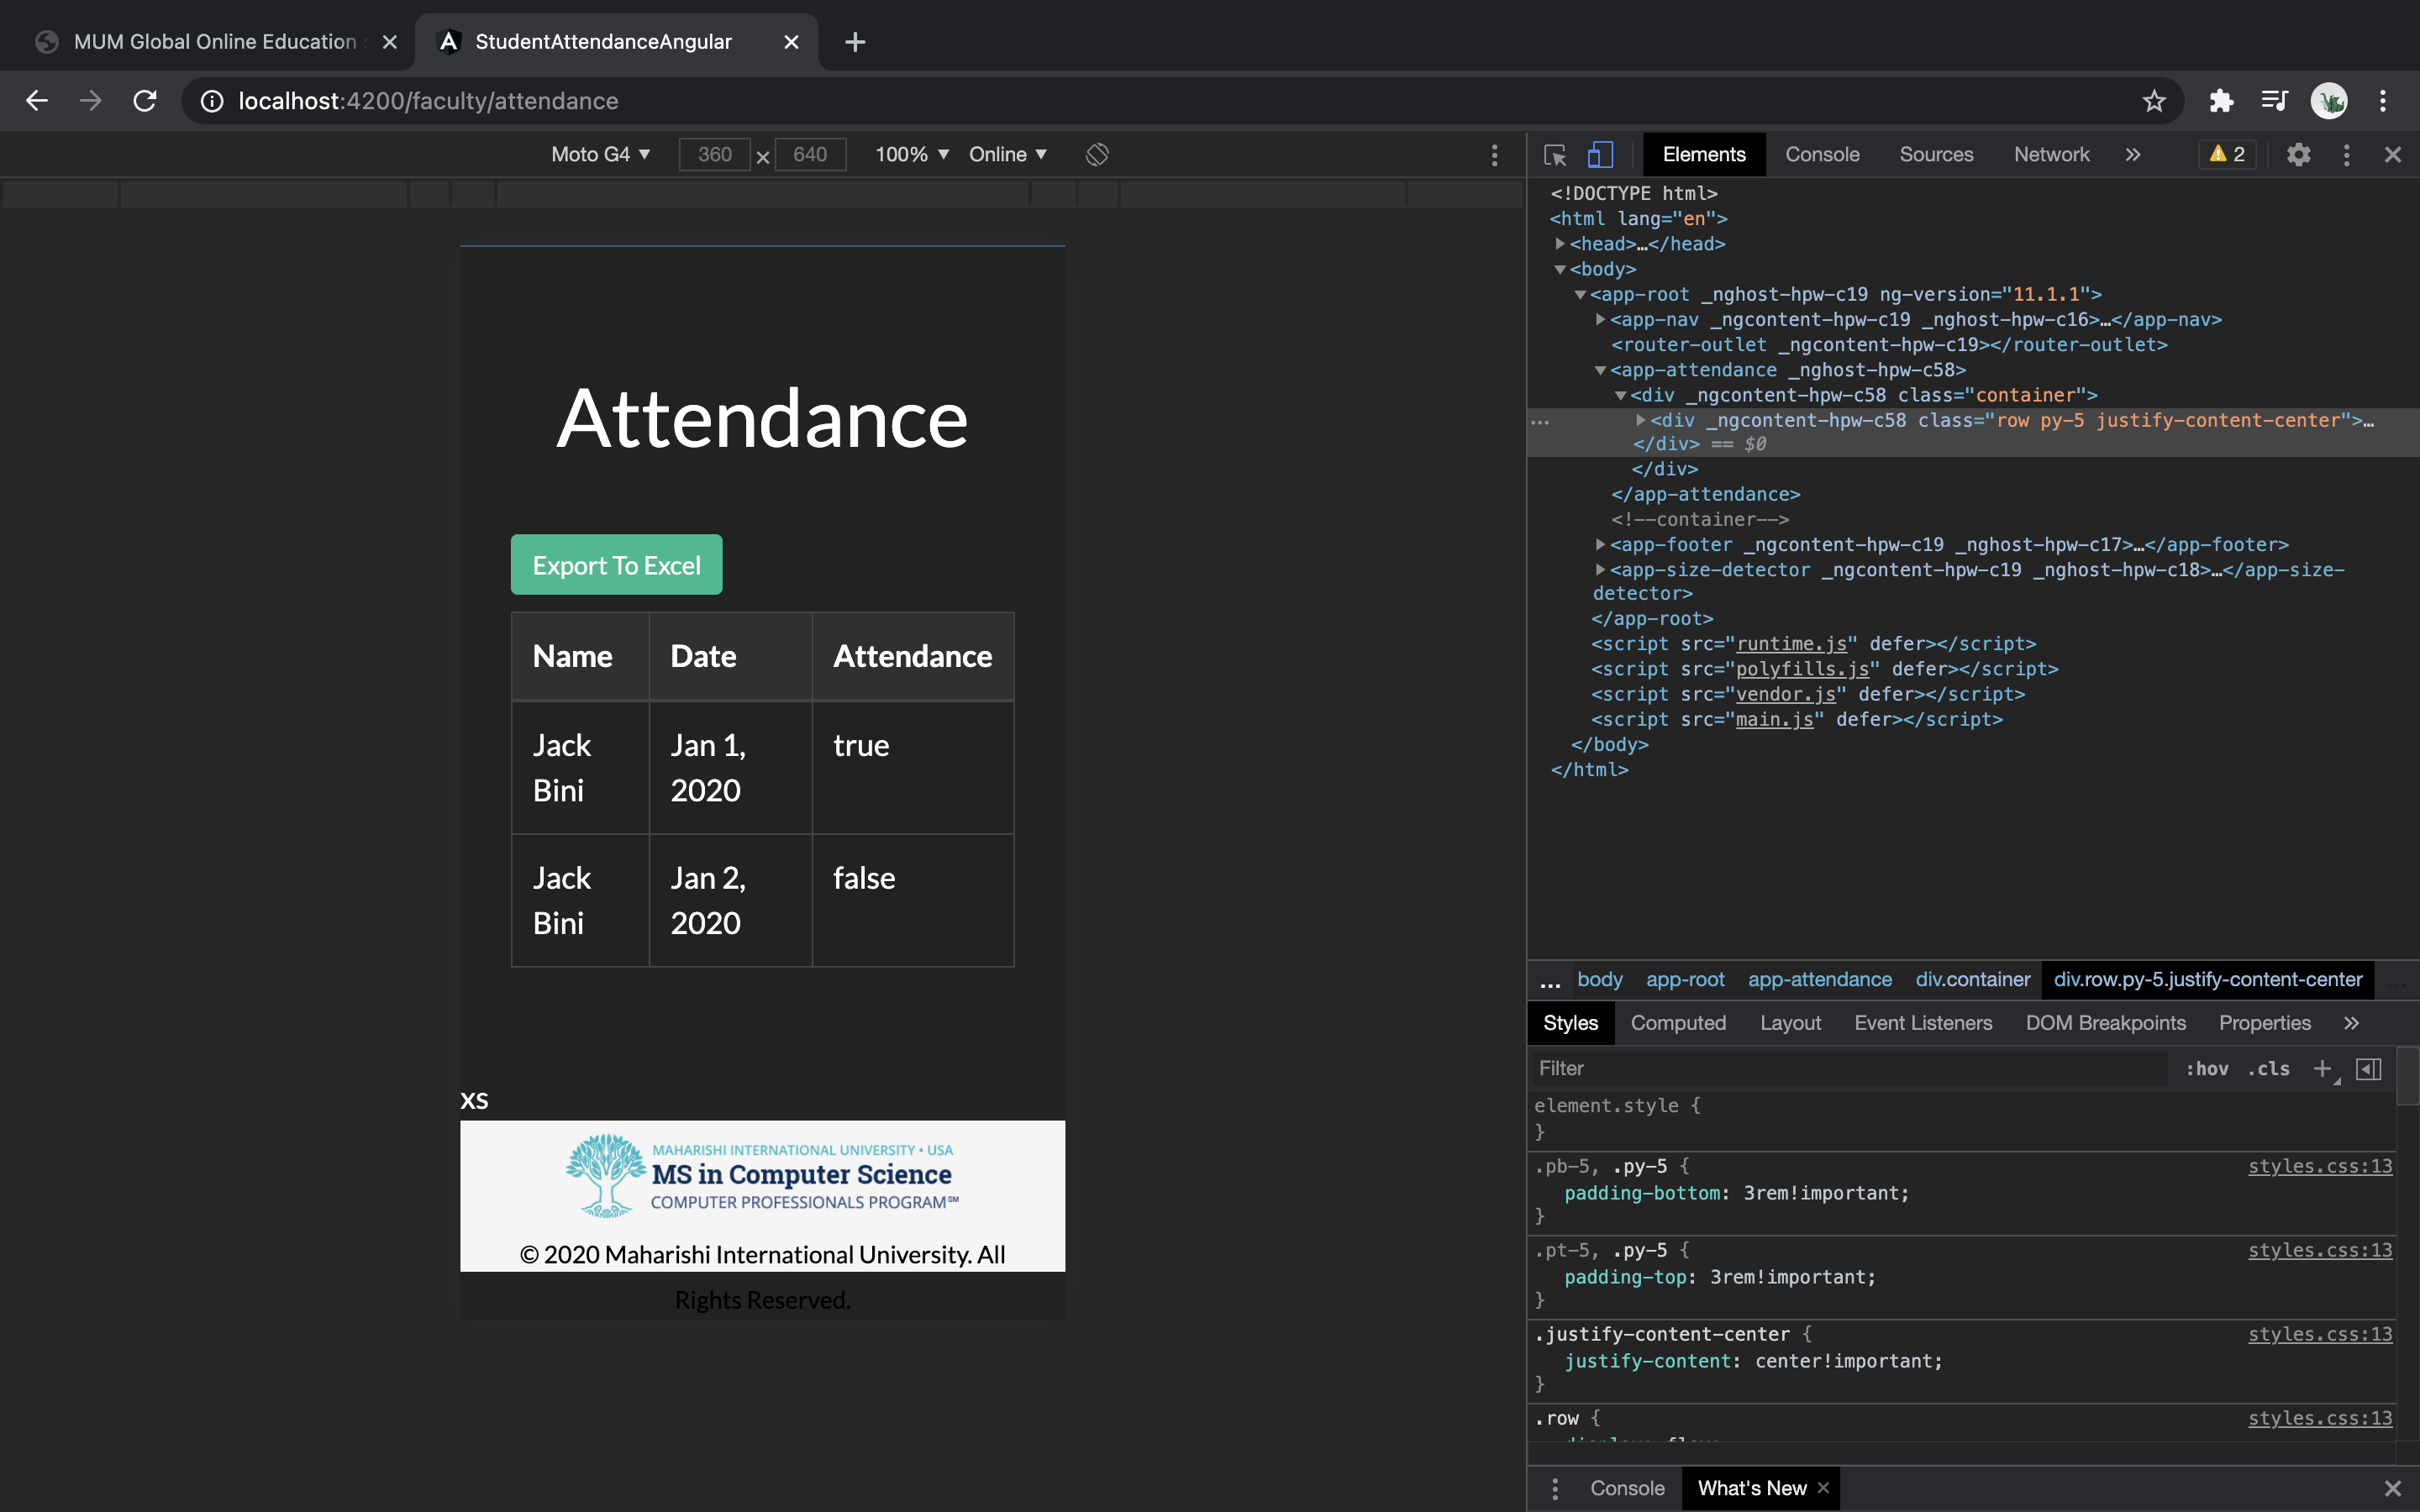 MUM Global Online Education :
StudentAttendanceAngular
localhost:4200/faculty/attendance
Moto G4 ▼ 360 × 640 100% ▼ Online ▼
Attendance
Export To Excel
Name Date Attendance
Jack Bini Jan 1, 2020 true
Jack Bini Jan 2, 2020 false
XS
MAHARISHI INTERNATIONAL UNIVERSITY • USA
MS in Computer Science
COMPUTER PROFESSIONALS PROGRAM℠
© 2020 Maharishi International University. All
Rights Reserved.
Elements Console Sources Network » 2
<!DOCTYPE html>
<html lang="en">
<head>…</head>
<body>
<app-root _nghost-hpw-c19 ng-version="11.1.1">
<app-nav _ngcontent-hpw-c19 _nghost-hpw-c16>…</app-nav>
<router-outlet _ngcontent-hpw-c19></router-outlet>
<app-attendance _nghost-hpw-c58>
<div _ngcontent-hpw-c58 class="container">
<div _ngcontent-hpw-c58 class="row py-5 justify-content-center">…
</div> == $0
</div>
</app-attendance>
<!--container-->
<app-footer _ngcontent-hpw-c19 _nghost-hpw-c17>…</app-footer>
<app-size-detector _ngcontent-hpw-c19 _nghost-hpw-c18>…</app-size-
detector>
</app-root>
<script src="runtime.js" defer></script>
<script src="polyfills.js" defer></script>
<script src="vendor.js" defer></script>
<script src="main.js" defer></script>
</body>
</html>
… body app-root app-attendance div.container div.row.py-5.justify-content-center
Styles Computed Layout Event Listeners DOM Breakpoints Properties »
Filter :hov .cls +
element.style {
}
.pb-5, .py-5 { styles.css:13
padding-bottom: 3rem!important;
}
.pt-5, .py-5 { styles.css:13
padding-top: 3rem!important;
}
.justify-content-center { styles.css:13
justify-content: center!important;
}
.row { styles.css:13
Console What's New